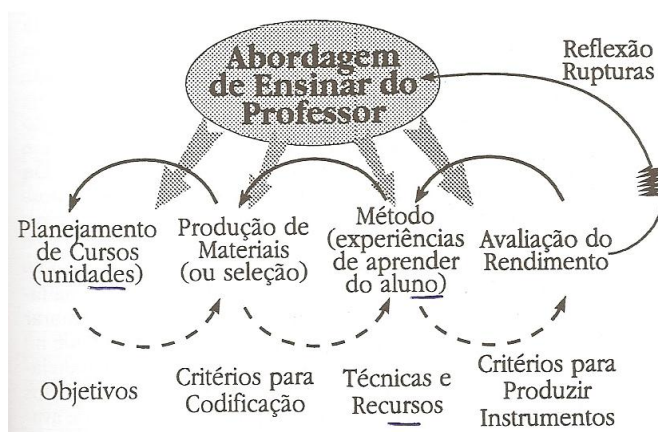 Abordagem
de Ensinar do
Professor
Reflexão
Rupturas
Planejamento
de Cursos
(unidades)
Produção de
Materiais
(ou seleção)
Método
(experiências
de aprender
do aluno)
Avaliação do
Rendimento
Objetivos
Critérios para
Codificação
Técnicas e
Recursos
Critérios para
Produzir
Instrumentos